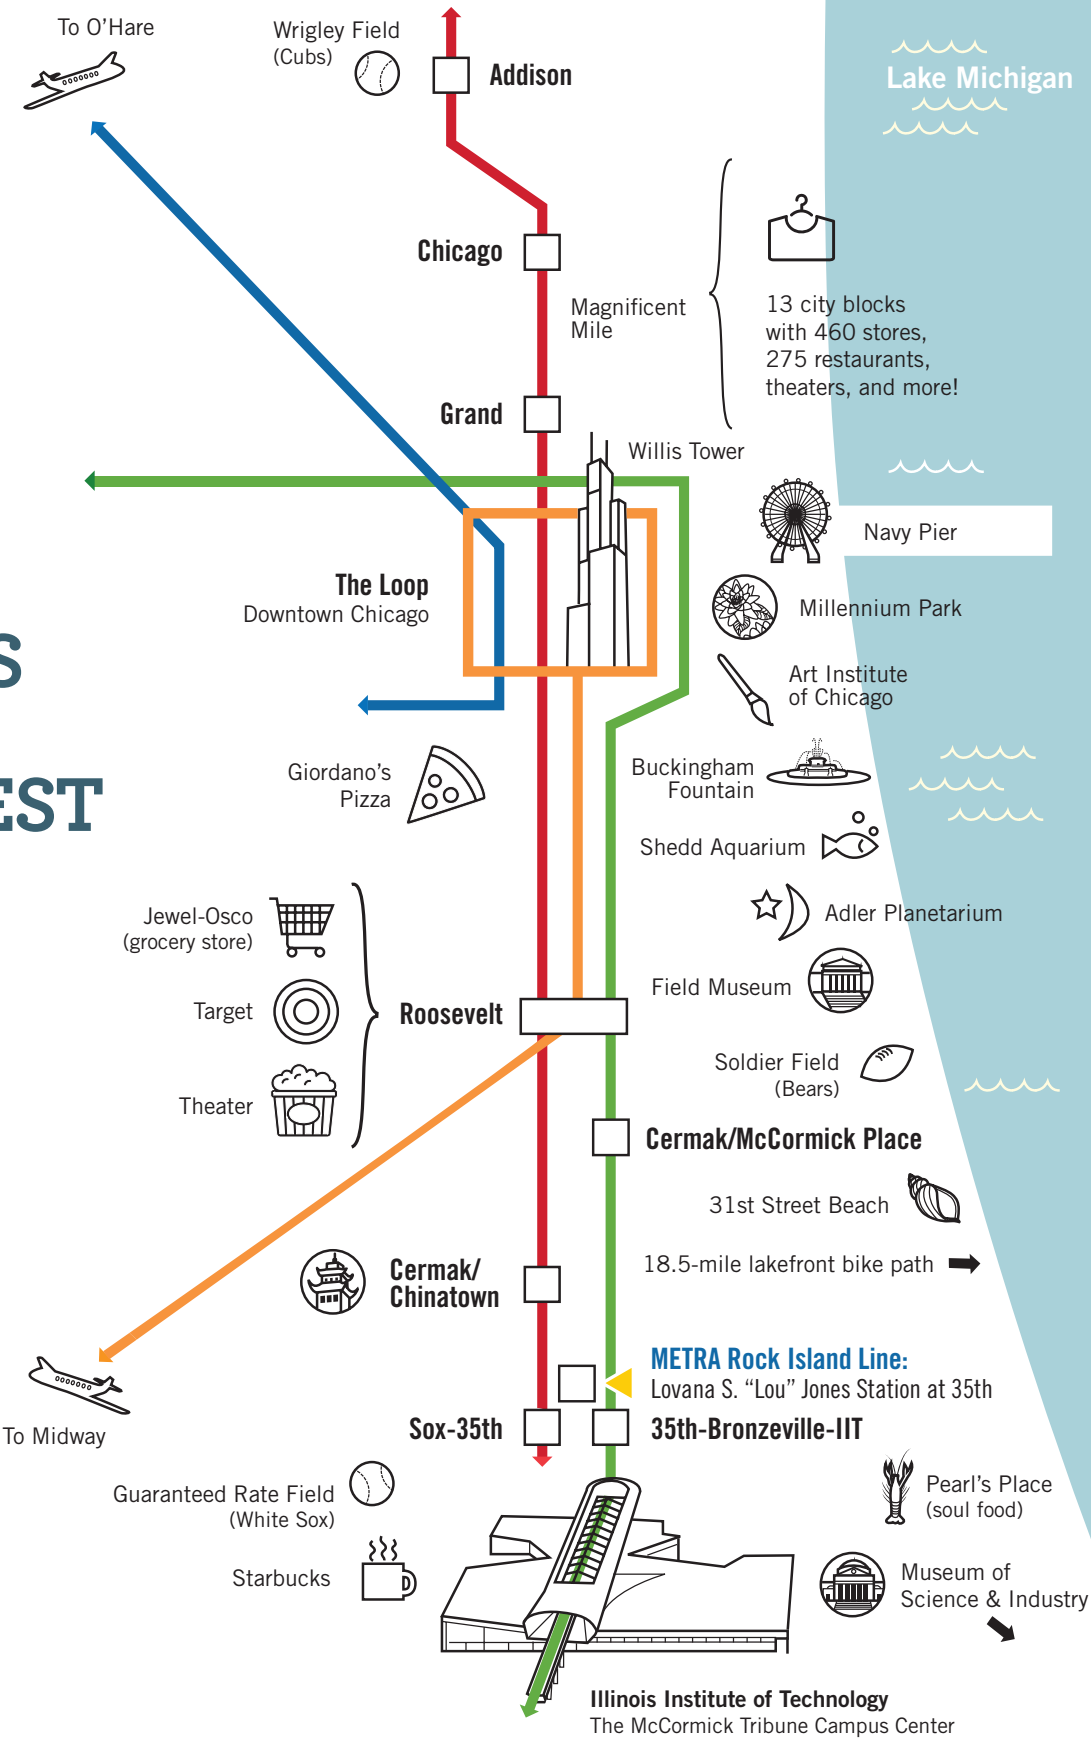 To O’Hare
Wrigley Field
(Cubs)
Addison
Lake Michigan
Chicago
Magnificent
Mile
13 city blocks
with 460 stores,
275 restaurants,
theaters, and more!
Grand
Willis Tower
Navy Pier
The Loop
Downtown Chicago
Millennium Park
S
Art Institute
of Chicago
EST
Giordano’s
Pizza
Buckingham
Fountain
Shedd Aquarium
Jewel-Osco
(grocery store)
Adler Planetarium
Target
Roosevelt
Field Museum
Theater
Soldier Field
(Bears)
Cermak/McCormick Place
31st Street Beach
18.5-mile lakefront bike path
Cermak/
Chinatown
METRA Rock Island Line:
Lovana S. “Lou” Jones Station at 35th
To Midway
Sox-35th
35th-Bronzeville-IIT
Guaranteed Rate Field
(White Sox)
Pearl’s Place
(soul food)
Starbucks
Museum of
Science & Industry
Illinois Institute of Technology
The McCormick Tribune Campus Center